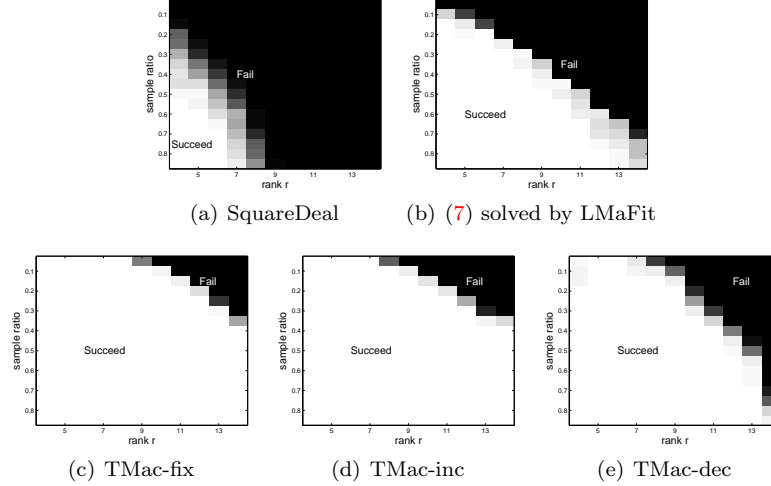 0.1
0.2
0.3
0.4
0.5
0.6
0.7
0.8
sample ratio
Fail
Succeed
5 7 9 11 13
rank r
(a) SquareDeal
0.1
0.2
0.3
0.4
0.5
0.6
0.7
0.8
sample ratio
Fail
Succeed
5 7 9 11 13
rank r
(b) (7) solved by LMaFit
0.1
0.2
0.3
0.4
0.5
0.6
0.7
0.8
sample ratio
Fail
Succeed
5 7 9 11 13
rank r
(c) TMac-fix
0.1
0.2
0.3
0.4
0.5
0.6
0.7
0.8
sample ratio
Fail
Succeed
5 7 9 11 13
rank r
(d) TMac-inc
0.1
0.2
0.3
0.4
0.5
0.6
0.7
0.8
sample ratio
Fail
Succeed
5 7 9 11 13
rank r
(e) TMac-dec